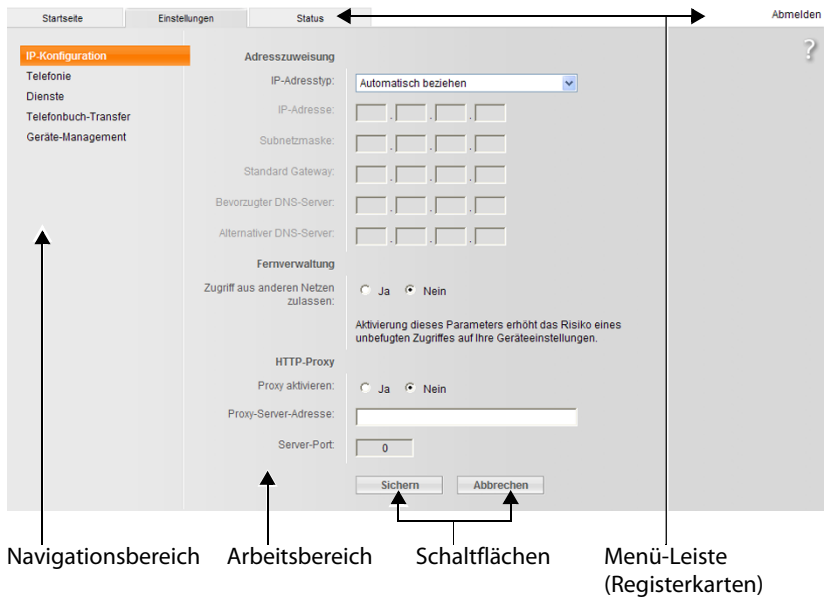 Startseite Einstellungen Status Abmelden
?
IP-Konfiguration
Telefonie
Dienste
Telefonbuch-Transfer
Geräte-Management
Adresszuweisung
IP-Adresstyp: Automatisch beziehen
IP-Adresse: . . .
Subnetzmaske: . . .
Standard Gateway: . . .
Bevorzugter DNS-Server: . . .
Alternativer DNS-Server: . . .
Fernverwaltung
Zugriff aus anderen Netzen
zulassen: Ja Nein
Aktivierung dieses Parameters erhöht das Risiko eines
unbefugten Zugriffes auf Ihre Geräteeinstellungen.
HTTP-Proxy
Proxy aktivieren: Ja Nein
Proxy-Server-Adresse:
Server-Port: 0
Sichern Abbrechen
Navigationsbereich Arbeitsbereich Schaltflächen Menü-Leiste
(Registerkarten)